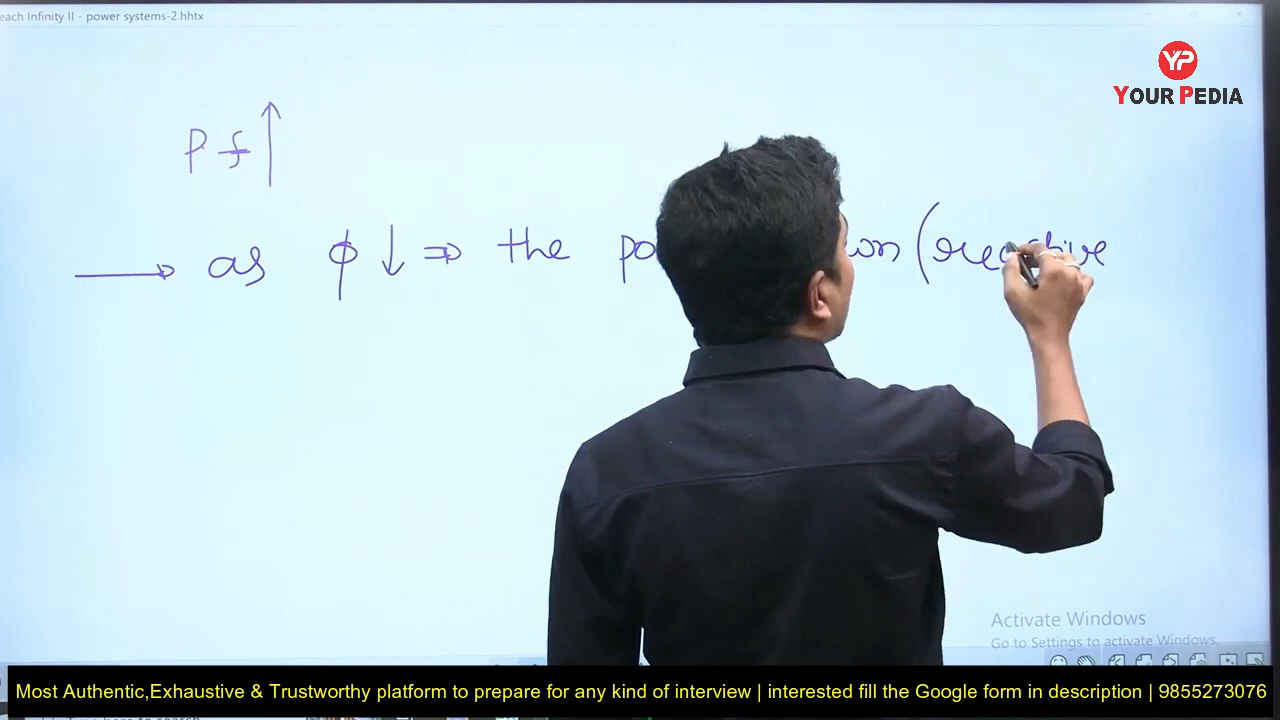 each Infinity II - power systems-2.hhtx
YP
YOUR PEDIA
Pf ↑
→ as ϕ ↓ ⇒ the (reactive
Activate Windows
Go to Settings to activate Windows.
Most Authentic,Exhaustive & Trustworthy platform to prepare for any kind of interview | interested fill the Google form in description | 9855273076